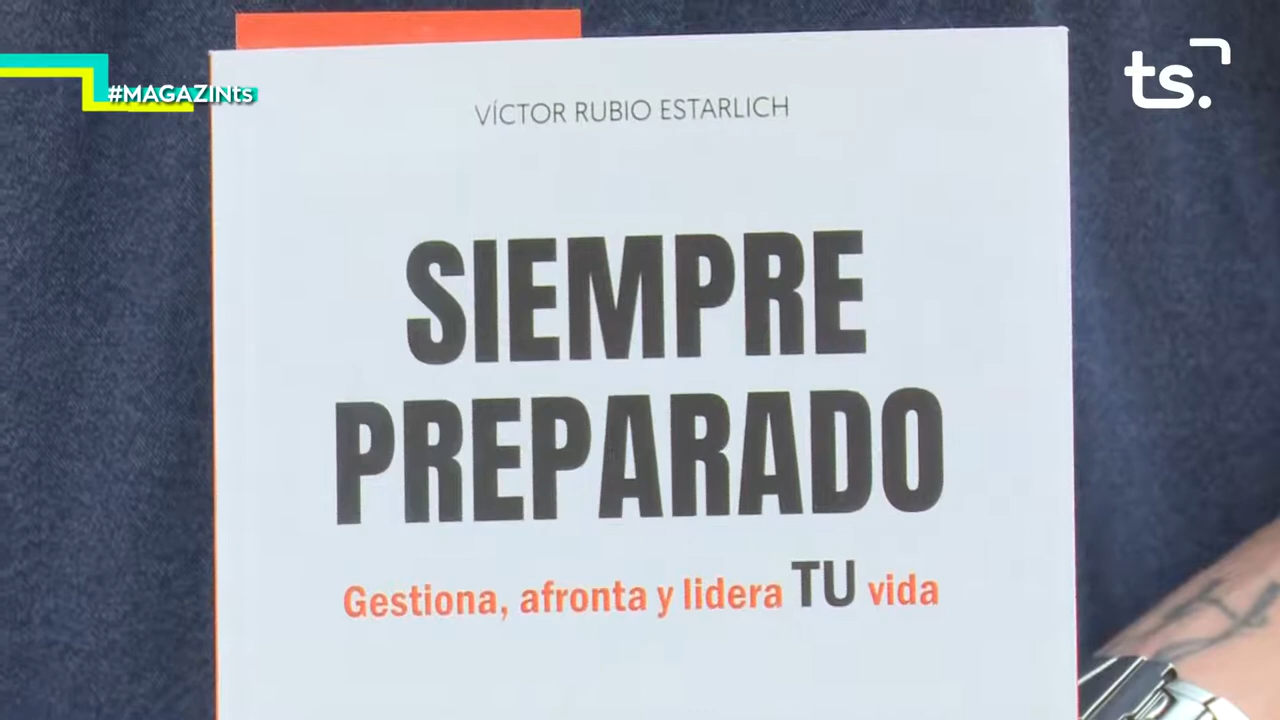 #MAGAZINts
ts.
VÍCTOR RUBIO ESTARLICH
SIEMPRE
PREPARADO
Gestiona, afronta y lidera TU vida